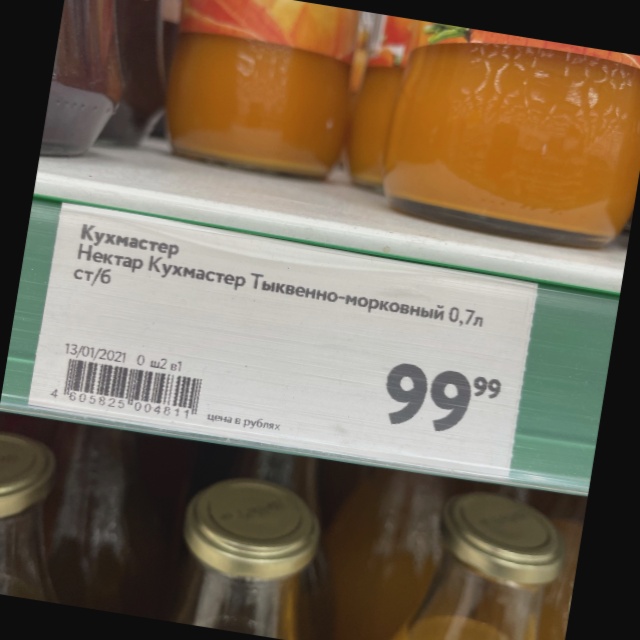 Кухмастер
Нектар Кухмастер Тыквенно-морковный 0,7л
ст/б
13/01/2021 0 ш2 в1
4 605825 004811
цена в рублях
99 99